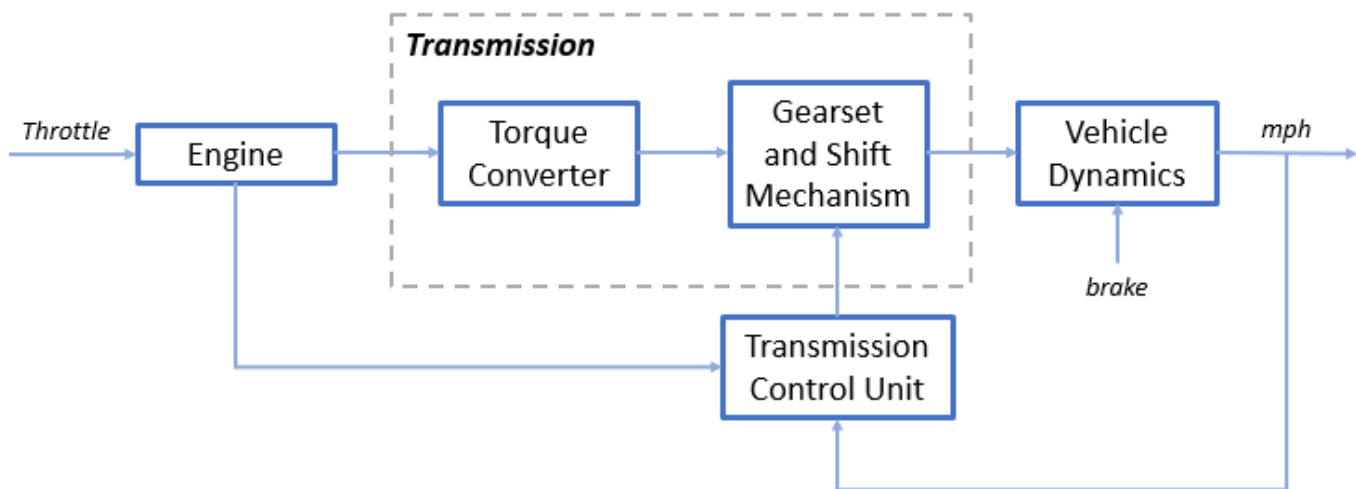 Transmission
Throttle
Engine
Torque
Converter
Gearset
and Shift
Mechanism
Vehicle
Dynamics
mph
brake
Transmission
Control Unit